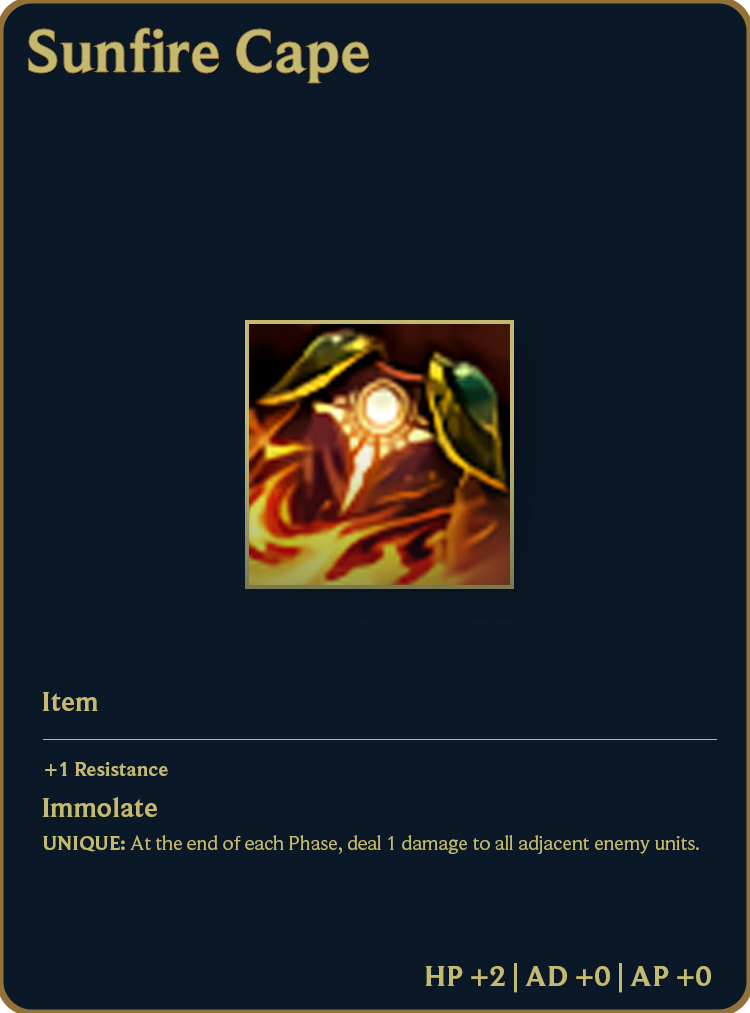 Sunfire Cape
Item
+1 Resistance
Immolate
UNIQUE: At the end of each Phase, deal 1 damage to all adjacent enemy units.
HP +2 | AD +0 | AP +0